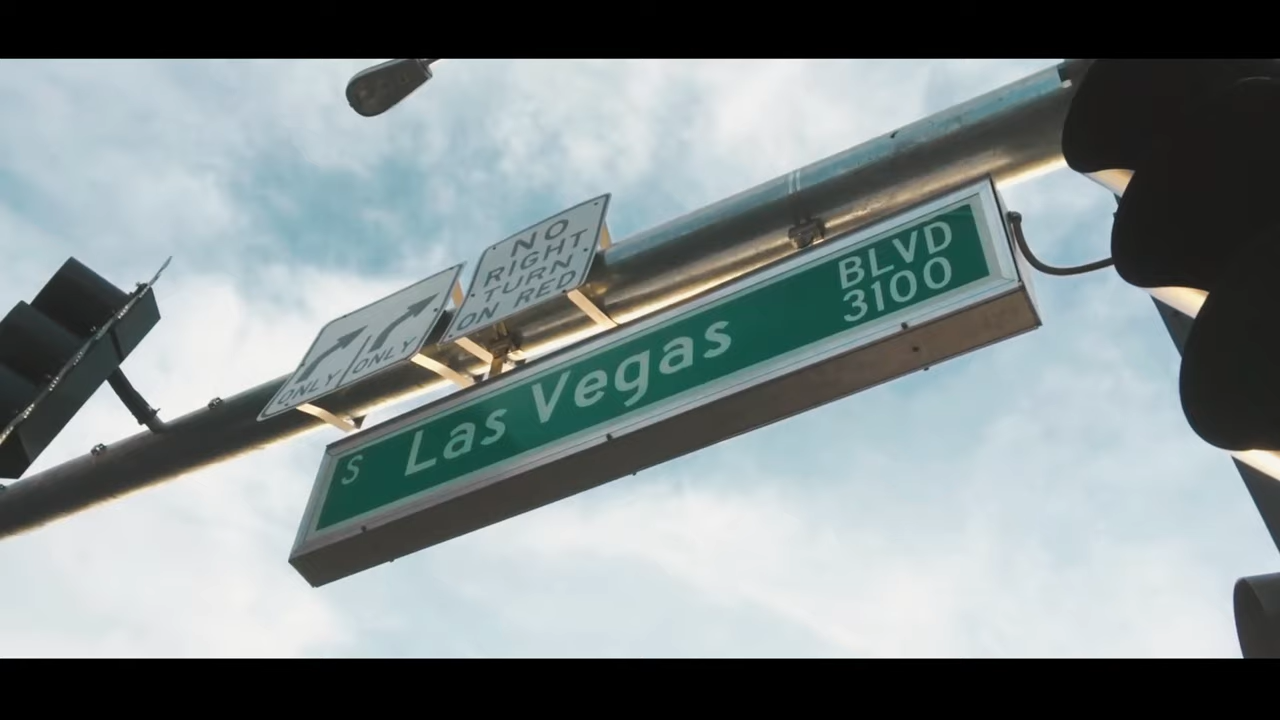 NO
RIGHT
TURN
ON RED
ONLY ONLY
S Las Vegas BLVD
3100